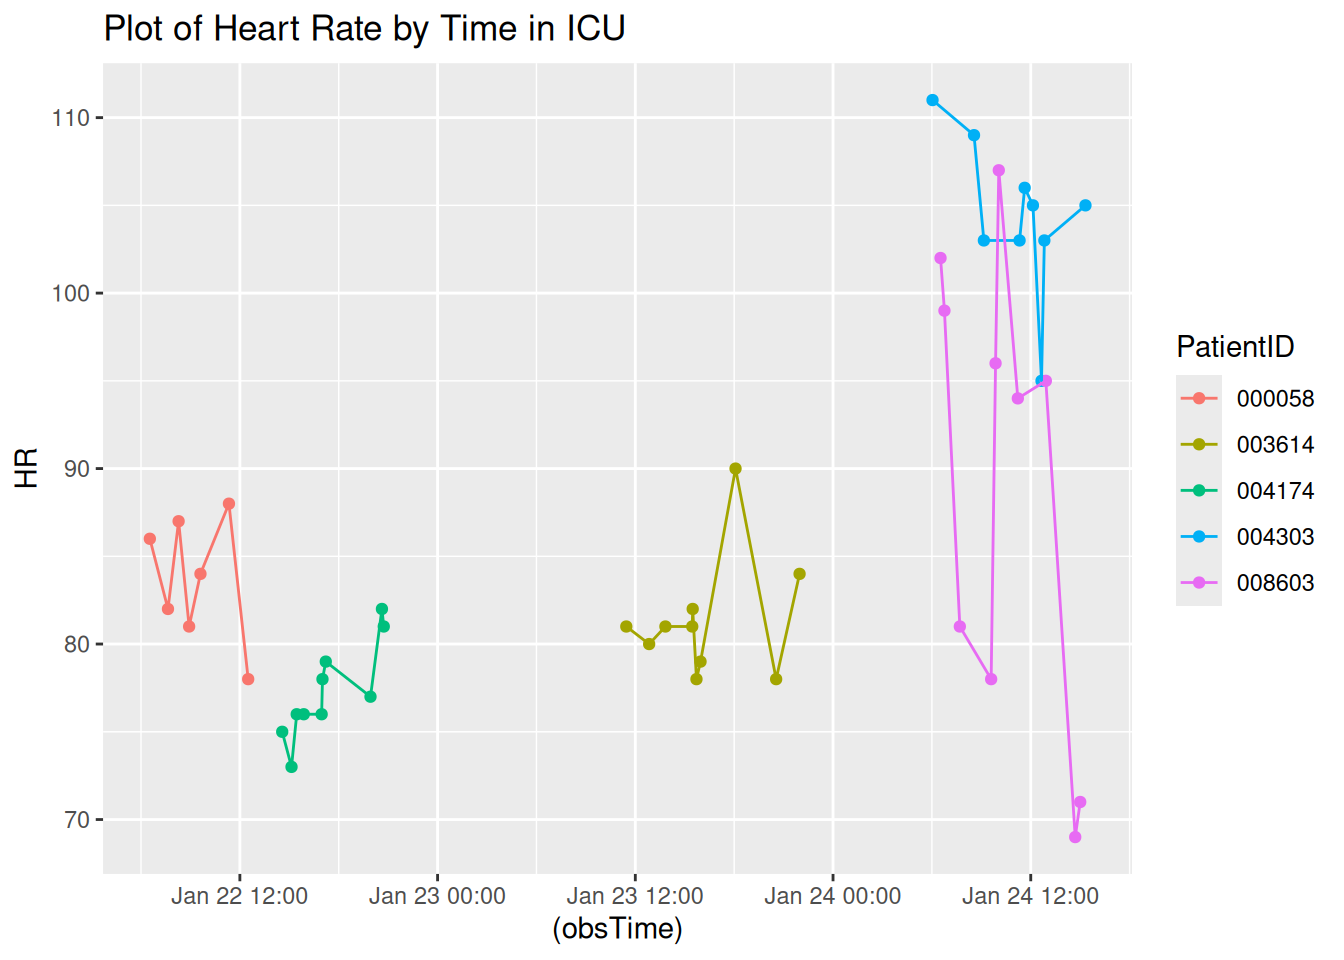 Plot of Heart Rate by Time in ICU
110
100
90
80
70
HR
Jan 22 12:00
Jan 23 00:00
Jan 23 12:00
Jan 24 00:00
Jan 24 12:00
(obsTime)
PatientID
000058
003614
004174
004303
008603